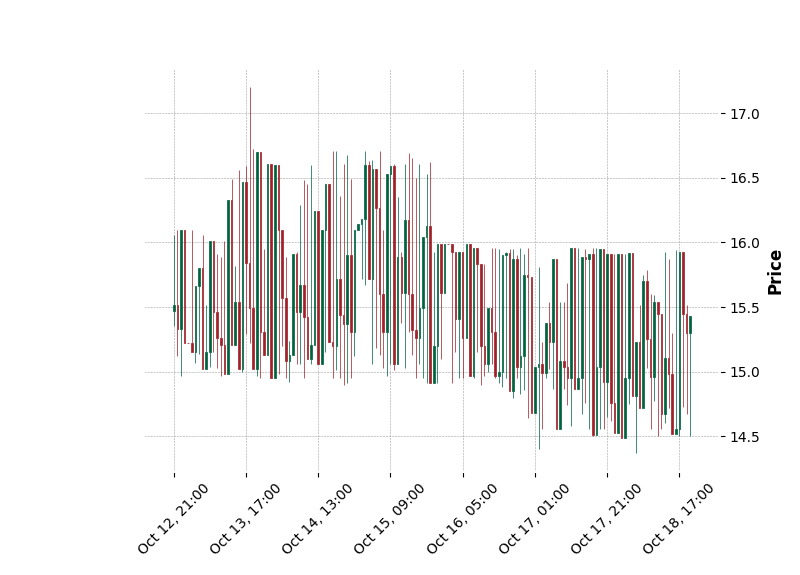 17.0
16.5
16.0
15.5
15.0
14.5
Price
Oct 12, 21:00
Oct 13, 17:00
Oct 14, 13:00
Oct 15, 09:00
Oct 16, 05:00
Oct 17, 01:00
Oct 17, 21:00
Oct 18, 17:00